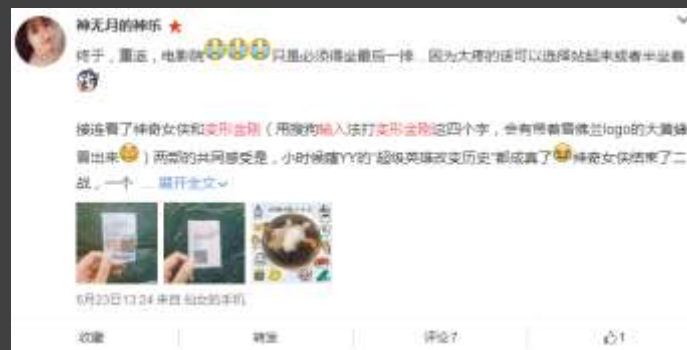 神无月的神乐
终于，重返，电影院 只是必须得坐最后一排...因为大疼的话可以选择站起来或者半坐着
接连看了神奇女侠和变形金刚（用搜狗输入法打变形金刚这四个字，会有带着雪佛兰logo的大黄蜂
冒出来 ）两部的共同感受是，小时候瞎YY的“超级英雄改变历史”都成真了 神奇女侠结束了二
战，一个 ... 展开全文
6月23日 13:24 来自 仙女的手机
收藏 转发 评论 7 1